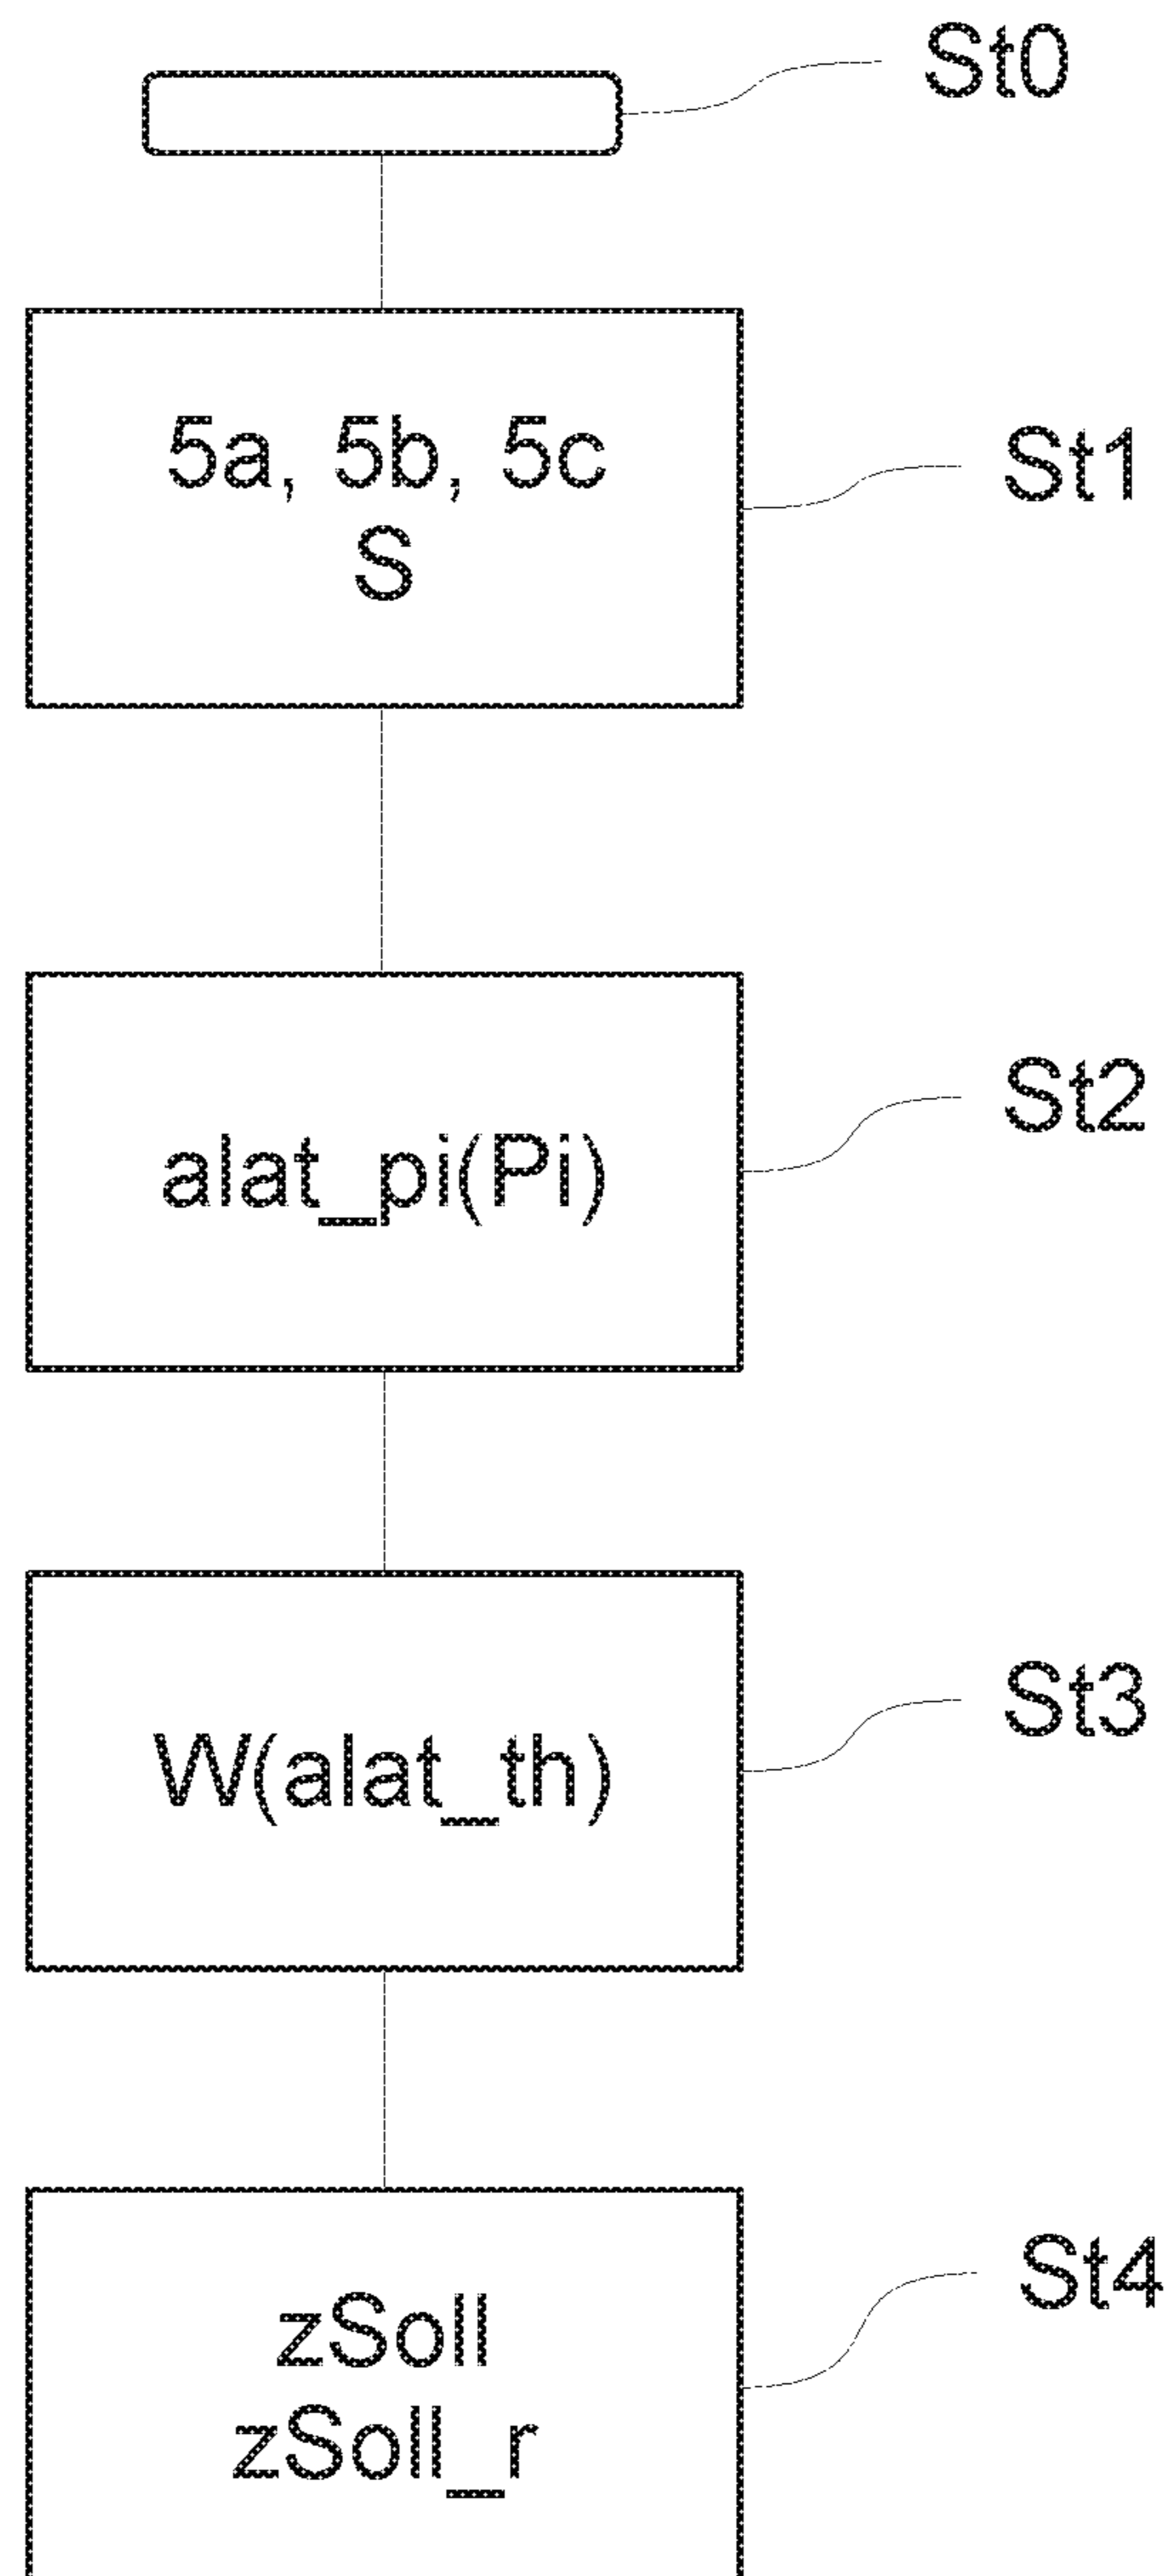 St0
5a, 5b, 5c
S
St1
alat_pi(Pi)
St2
W(alat_th)
St3
zSoll
zSoll_r
St4